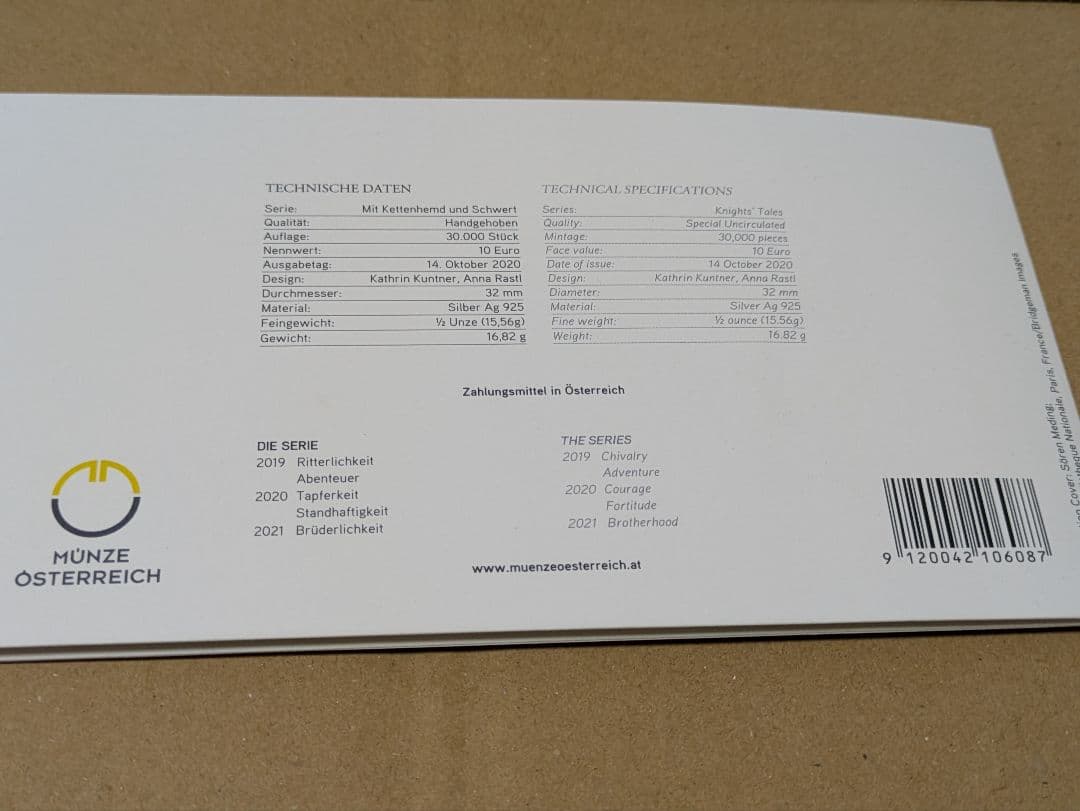 TECHNISCHE DATEN
Serie: Mit Kettenhemd und Schwert
Qualität: Handgehoben
Auflage: 30.000 Stück
Nennwert: 10 Euro
Ausgabetag: 14. Oktober 2020
Design: Kathrin Kuntner, Anna Rastl
Durchmesser: 32 mm
Material: Silber Ag 925
Feingewicht: ½ Unze (15,56g)
Gewicht: 16,82 g
TECHNICAL SPECIFICATIONS
Series: Knights' Tales
Quality: Special Uncirculated
Mintage: 30,000 pieces
Face value: 10 Euro
Date of issue: 14 October 2020
Design: Kathrin Kuntner, Anna Rastl
Diameter: 32 mm
Material: Silver Ag 925
Fine weight: ½ ounce (15.56g)
Weight: 16.82 g
Zahlungsmittel in Österreich
DIE SERIE
2019 Ritterlichkeit
Abenteuer
2020 Tapferkeit
Standhaftigkeit
2021 Brüderlichkeit
THE SERIES
2019 Chivalry
Adventure
2020 Courage
Fortitude
2021 Brotherhood
www.muenzeoesterreich.at
MÜNZE
ÖSTERREICH
9 120042 106087
Cover: Sören Meding;
Nationale, Paris, France/Bridgeman Images